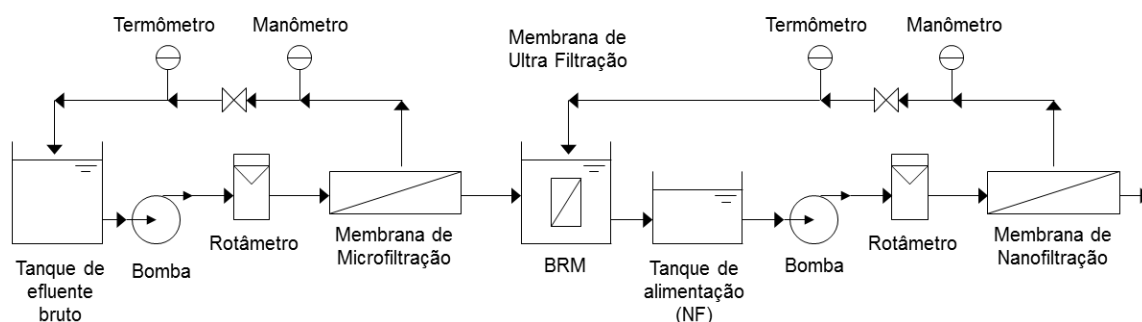 Termômetro
Manômetro
Membrana de
Ultra Filtração
Termômetro
Manômetro
Tanque de
efluente
bruto
Bomba
Rotâmetro
Membrana de
Microfiltração
BRM
Tanque de
alimentação
(NF)
Bomba
Rotâmetro
Membrana de
Nanofiltração